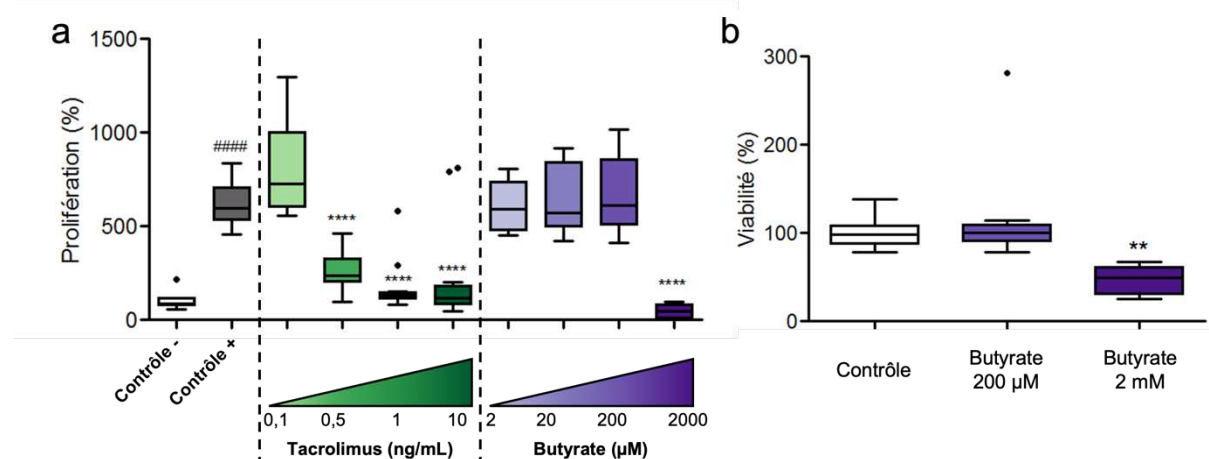 a
1500
1000
500
0
Prolifération (%)
####
****
****
****
****
Contrôle -
Contrôle +
0,1 0,5 1 10
Tacrolimus (ng/mL)
2 20 200 2000
Butyrate (µM)
b
300
200
100
0
Viabilité (%)
**
Contrôle
Butyrate
200 µM
Butyrate
2 mM